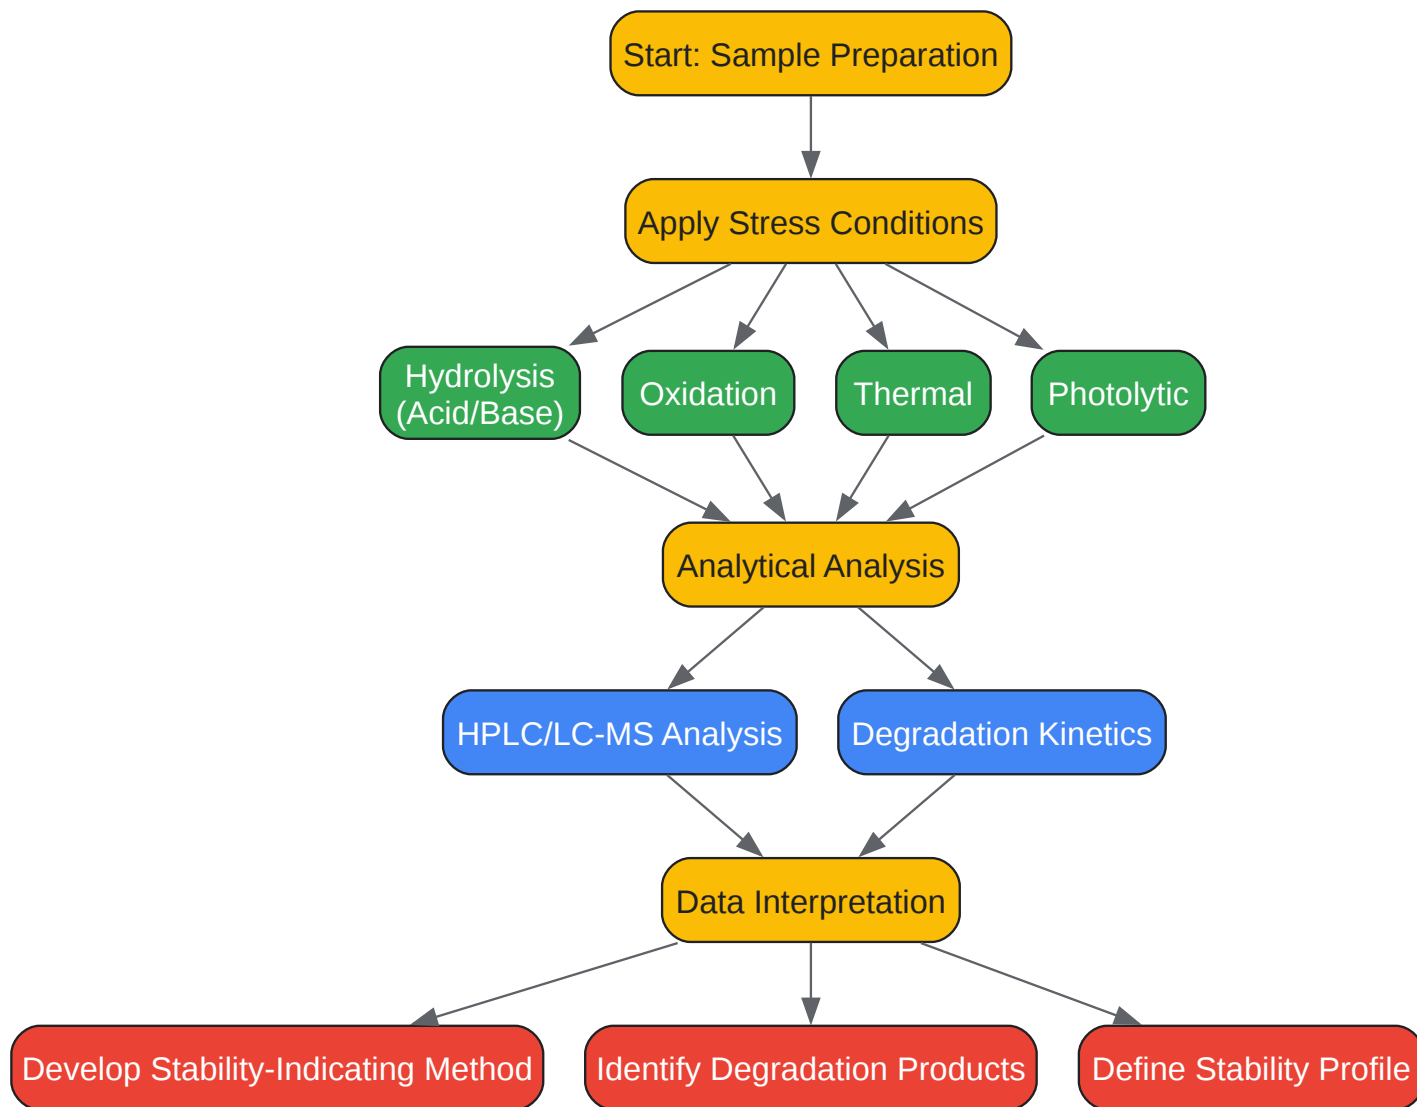 Start: Sample Preparation
Apply Stress Conditions
Hydrolysis
(Acid/Base)
Oxidation
Thermal
Photolytic
Analytical Analysis
HPLC/LC-MS Analysis
Degradation Kinetics
Data Interpretation
Develop Stability-Indicating Method
Identify Degradation Products
Define Stability Profile